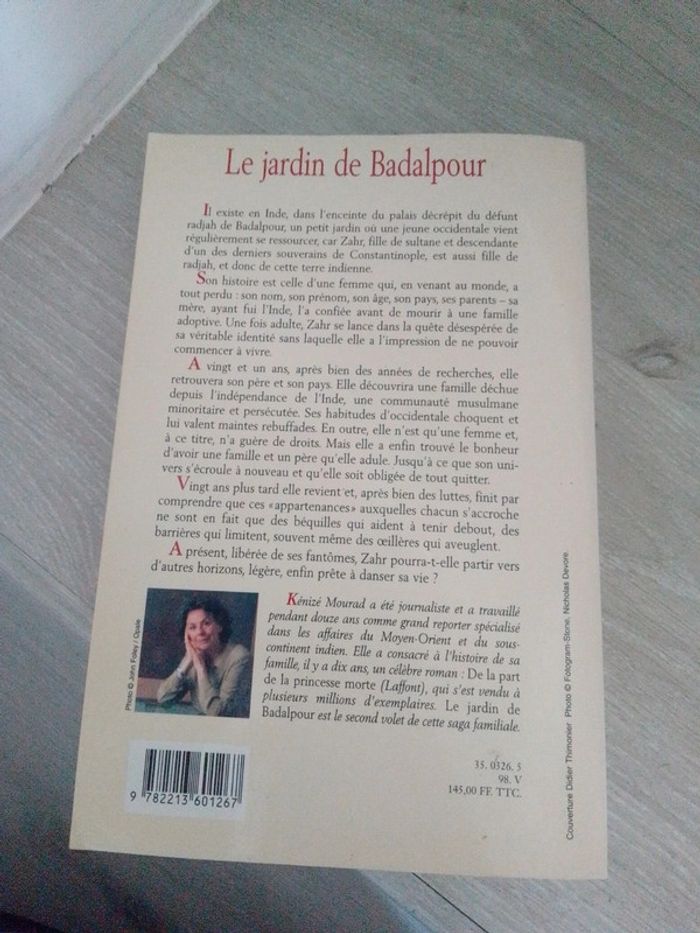 Le jardin de Badalpour
Il existe en Inde, dans l'enceinte du palais décrépit du défunt
radjah de Badalpour, un petit jardin où une jeune occidentale vient
régulièrement se ressourcer, car Zahr, fille de sultane et descendante
d'un des derniers souverains de Constantinople, est aussi fille de
radjah, et donc de cette terre indienne.
Son histoire est celle d'une femme qui, en venant au monde, a
tout perdu : son nom, son prénom, son âge, son pays, ses parents – sa
mère, ayant fui l'Inde, l'a confiée avant de mourir à une famille
adoptive. Une fois adulte, Zahr se lance dans la quête désespérée de
sa véritable identité sans laquelle elle a l'impression de ne pouvoir
commencer à vivre.
A vingt et un ans, après bien des années de recherches, elle
retrouvera son père et son pays. Elle découvrira une famille déchue
depuis l'indépendance de l'Inde, une communauté musulmane
minoritaire et persécutée. Ses habitudes d'occidentale choquent et
lui valent maintes rebuffades. En outre, elle n'est qu'une femme et,
à ce titre, n'a guère de droits. Mais elle a enfin trouvé le bonheur
d'avoir une famille et un père qu'elle adule. Jusqu'à ce que son uni-
vers s'écroule à nouveau et qu'elle soit obligée de tout quitter.
Vingt ans plus tard elle revient et, après bien des luttes, finit par
comprendre que ces «appartenances» auxquelles chacun s'accroche
ne sont en fait que des béquilles qui aident à tenir debout, des
barrières qui limitent, souvent même des œillères qui aveuglent.
A présent, libérée de ses fantômes, Zahr pourra-t-elle partir vers
d'autres horizons, légère, enfin prête à danser sa vie ?
Kénizé Mourad a été journaliste et a travaillé
pendant douze ans comme grand reporter spécialisé
dans les affaires du Moyen-Orient et du sous-
continent indien. Elle a consacré à l'histoire de sa
famille, il y a dix ans, un célèbre roman : De la part
de la princesse morte (Laffont), qui s'est vendu à
plusieurs millions d'exemplaires. Le jardin de
Badalpour est le second volet de cette saga familiale.
Photo © John Foley / Opale
35. 0326. 5
98. V
145,00 FF. TTC.
9 782213 601267
Couverture Didier Thimonier Photo © Fotogram-Stone, Nicholas Devore.